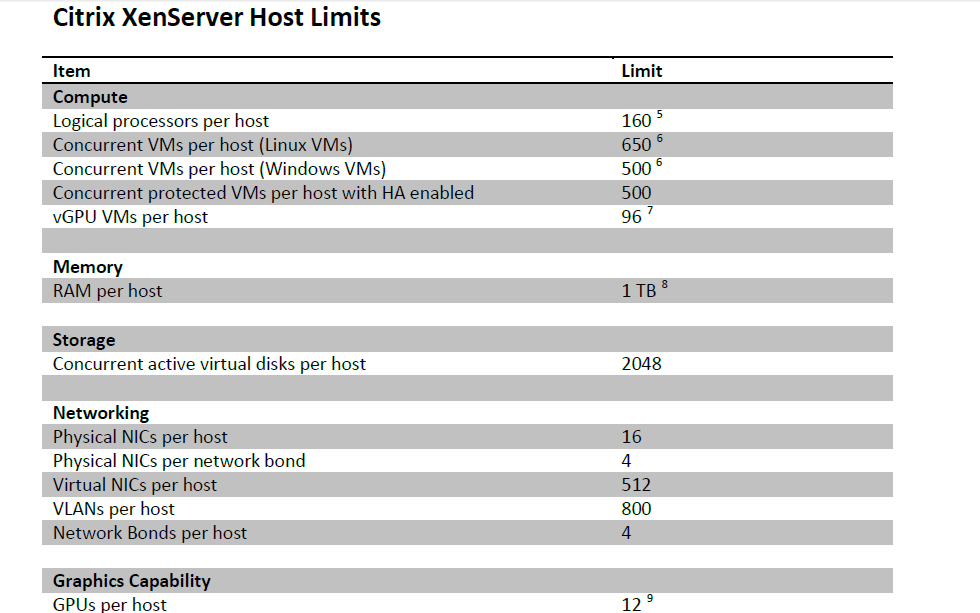 Citrix XenServer Host Limits
Item Limit
Compute
Logical processors per host 160 5
Concurrent VMs per host (Linux VMs) 650 6
Concurrent VMs per host (Windows VMs) 500 6
Concurrent protected VMs per host with HA enabled 500
vGPU VMs per host 96 7
Memory
RAM per host 1 TB 8
Storage
Concurrent active virtual disks per host 2048
Networking
Physical NICs per host 16
Physical NICs per network bond 4
Virtual NICs per host 512
VLANs per host 800
Network Bonds per host 4
Graphics Capability
GPUs per host 12 9